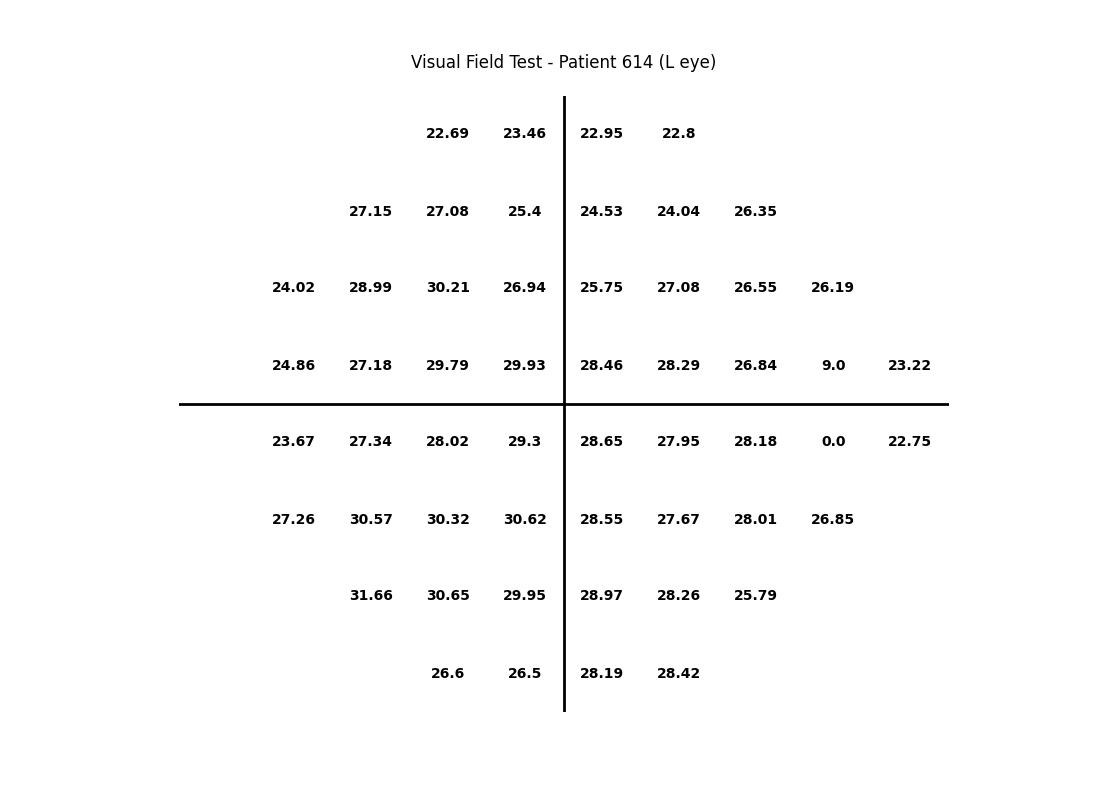 Visual Field Test - Patient 614 (L eye)
22.69 23.46 22.95 22.8
27.15 27.08 25.4 24.53 24.04 26.35
24.02 28.99 30.21 26.94 25.75 27.08 26.55 26.19
24.86 27.18 29.79 29.93 28.46 28.29 26.84 9.0 23.22
23.67 27.34 28.02 29.3 28.65 27.95 28.18 0.0 22.75
27.26 30.57 30.32 30.62 28.55 27.67 28.01 26.85
31.66 30.65 29.95 28.97 28.26 25.79
26.6 26.5 28.19 28.42